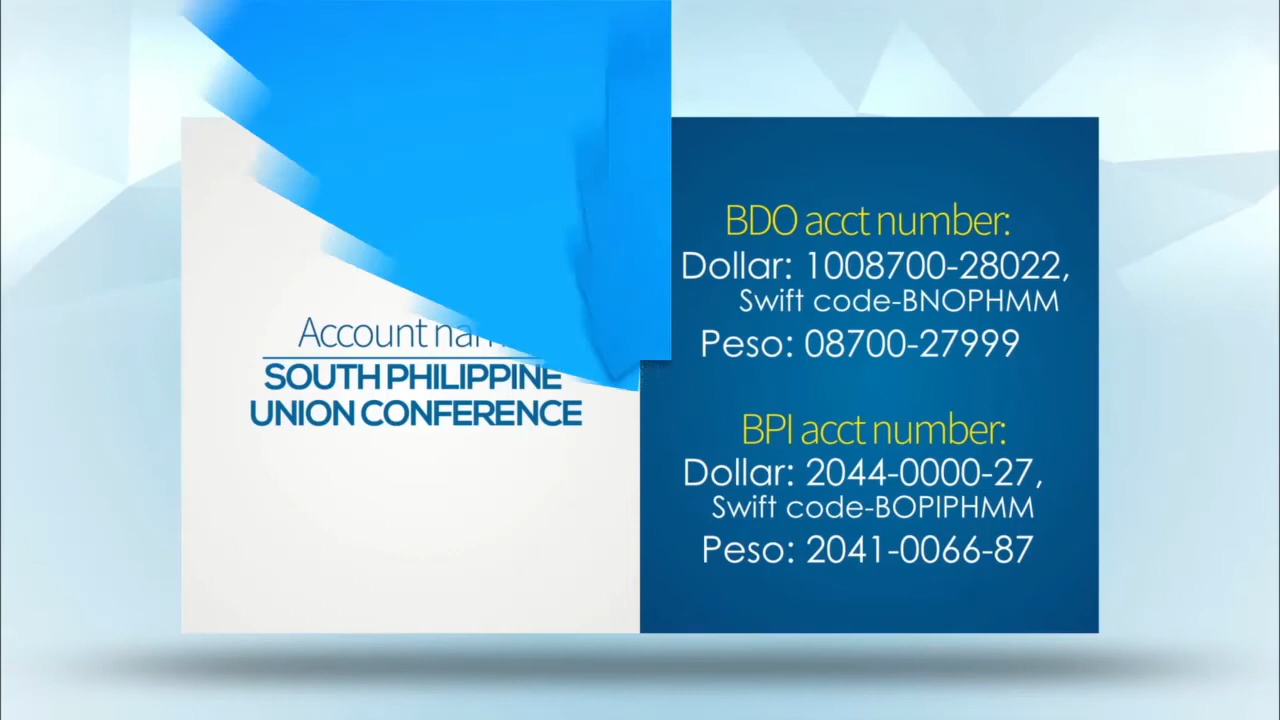 Account
SOUTH PHILIPPINE
UNION CONFERENCE
BDO acct number:
Dollar: 1008700-28022,
Swift code-BNOPHMM
Peso: 08700-27999
BPI acct number:
Dollar: 2044-0000-27,
Swift code-BOPIPHMM
Peso: 2041-0066-87